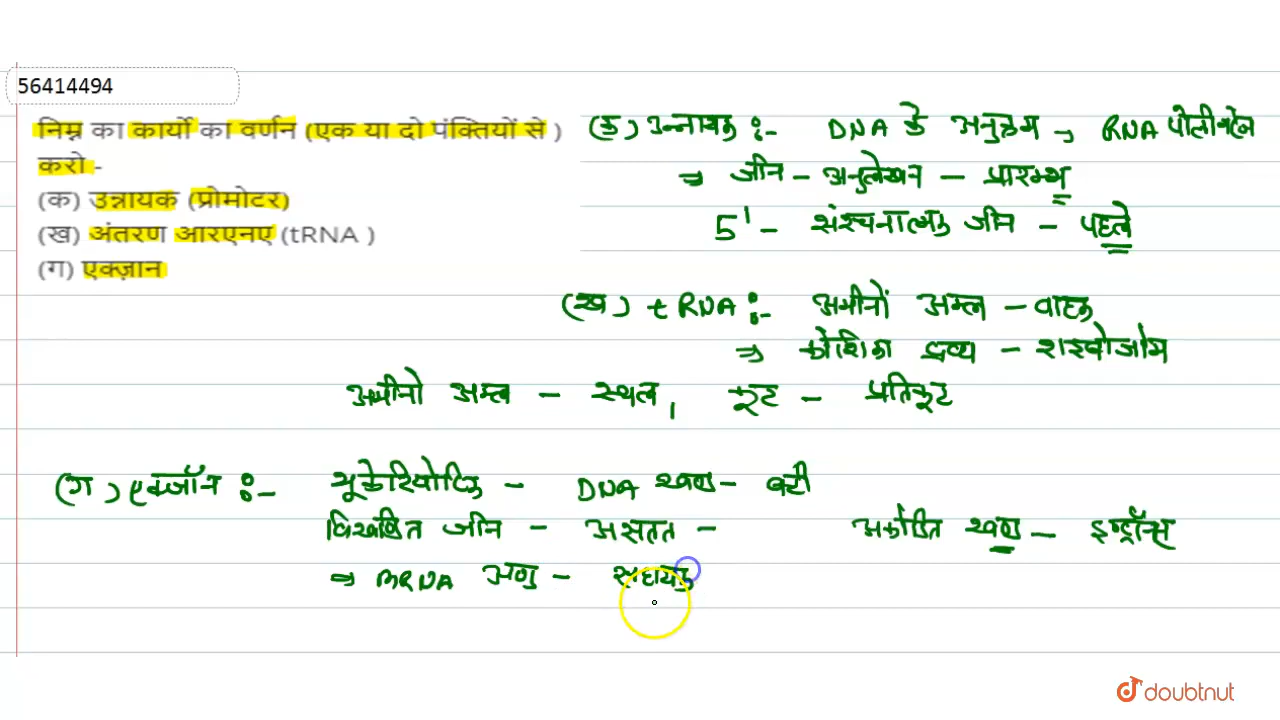 56414494
निम्न का कार्यो का वर्णन (एक या दो पंक्तियों से )
करो -
(क) उन्नायक (प्रोमोटर)
(ख) अंतरण आरएनए (tRNA )
(ग) एक्ज़ान
(क) उन्नायक :- DNA के अनुक्रम → RNA पोलीमरेज
⇒ जीन - अनुलेखन - प्रारम्भ
5' - संरचनात्मक जीन - पहले
(ख) tRNA :- अमीनों अम्ल - वाहक
⇒ कोशिका द्रव्य - राइबोजोम
अमीनो अम्ल - स्थल, कूट - प्रतिकूट
(ग) एक्जॉन :- यूकेरियोटिक - DNA खण्ड -
विखण्डित जीन - असतत - अकोडित खण्ड - इन्ट्रॉन्स
⇒ mRNA अणु - सहायक
doubtnut